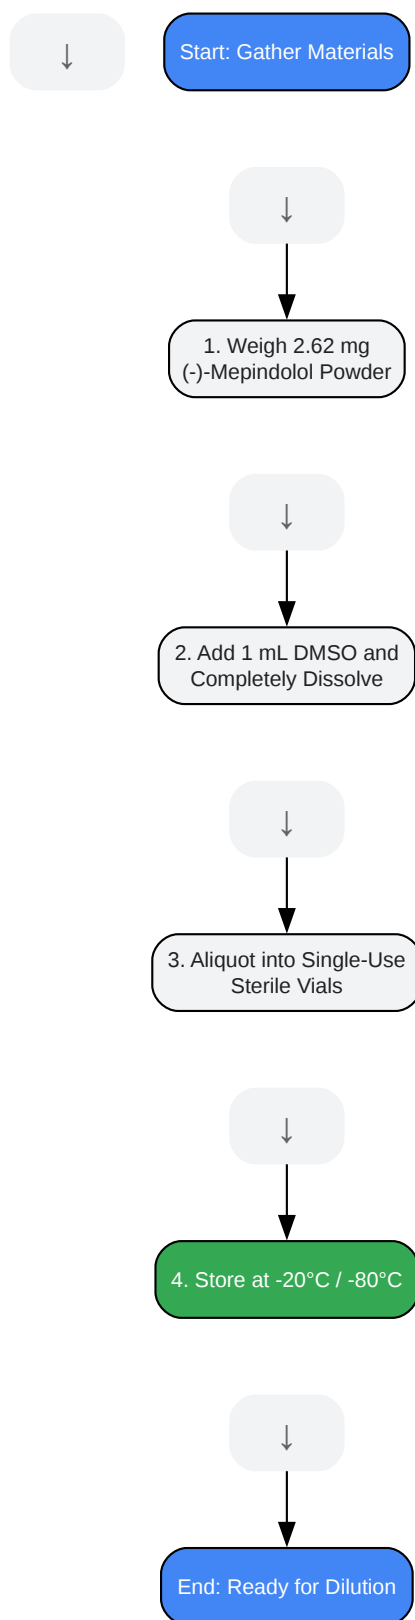 ↓
Start: Gather Materials
↓
1. Weigh 2.62 mg
(-)-Mepindolol Powder
↓
2. Add 1 mL DMSO and
Completely Dissolve
↓
3. Aliquot into Single-Use
Sterile Vials
↓
4. Store at -20°C / -80°C
↓
End: Ready for Dilution